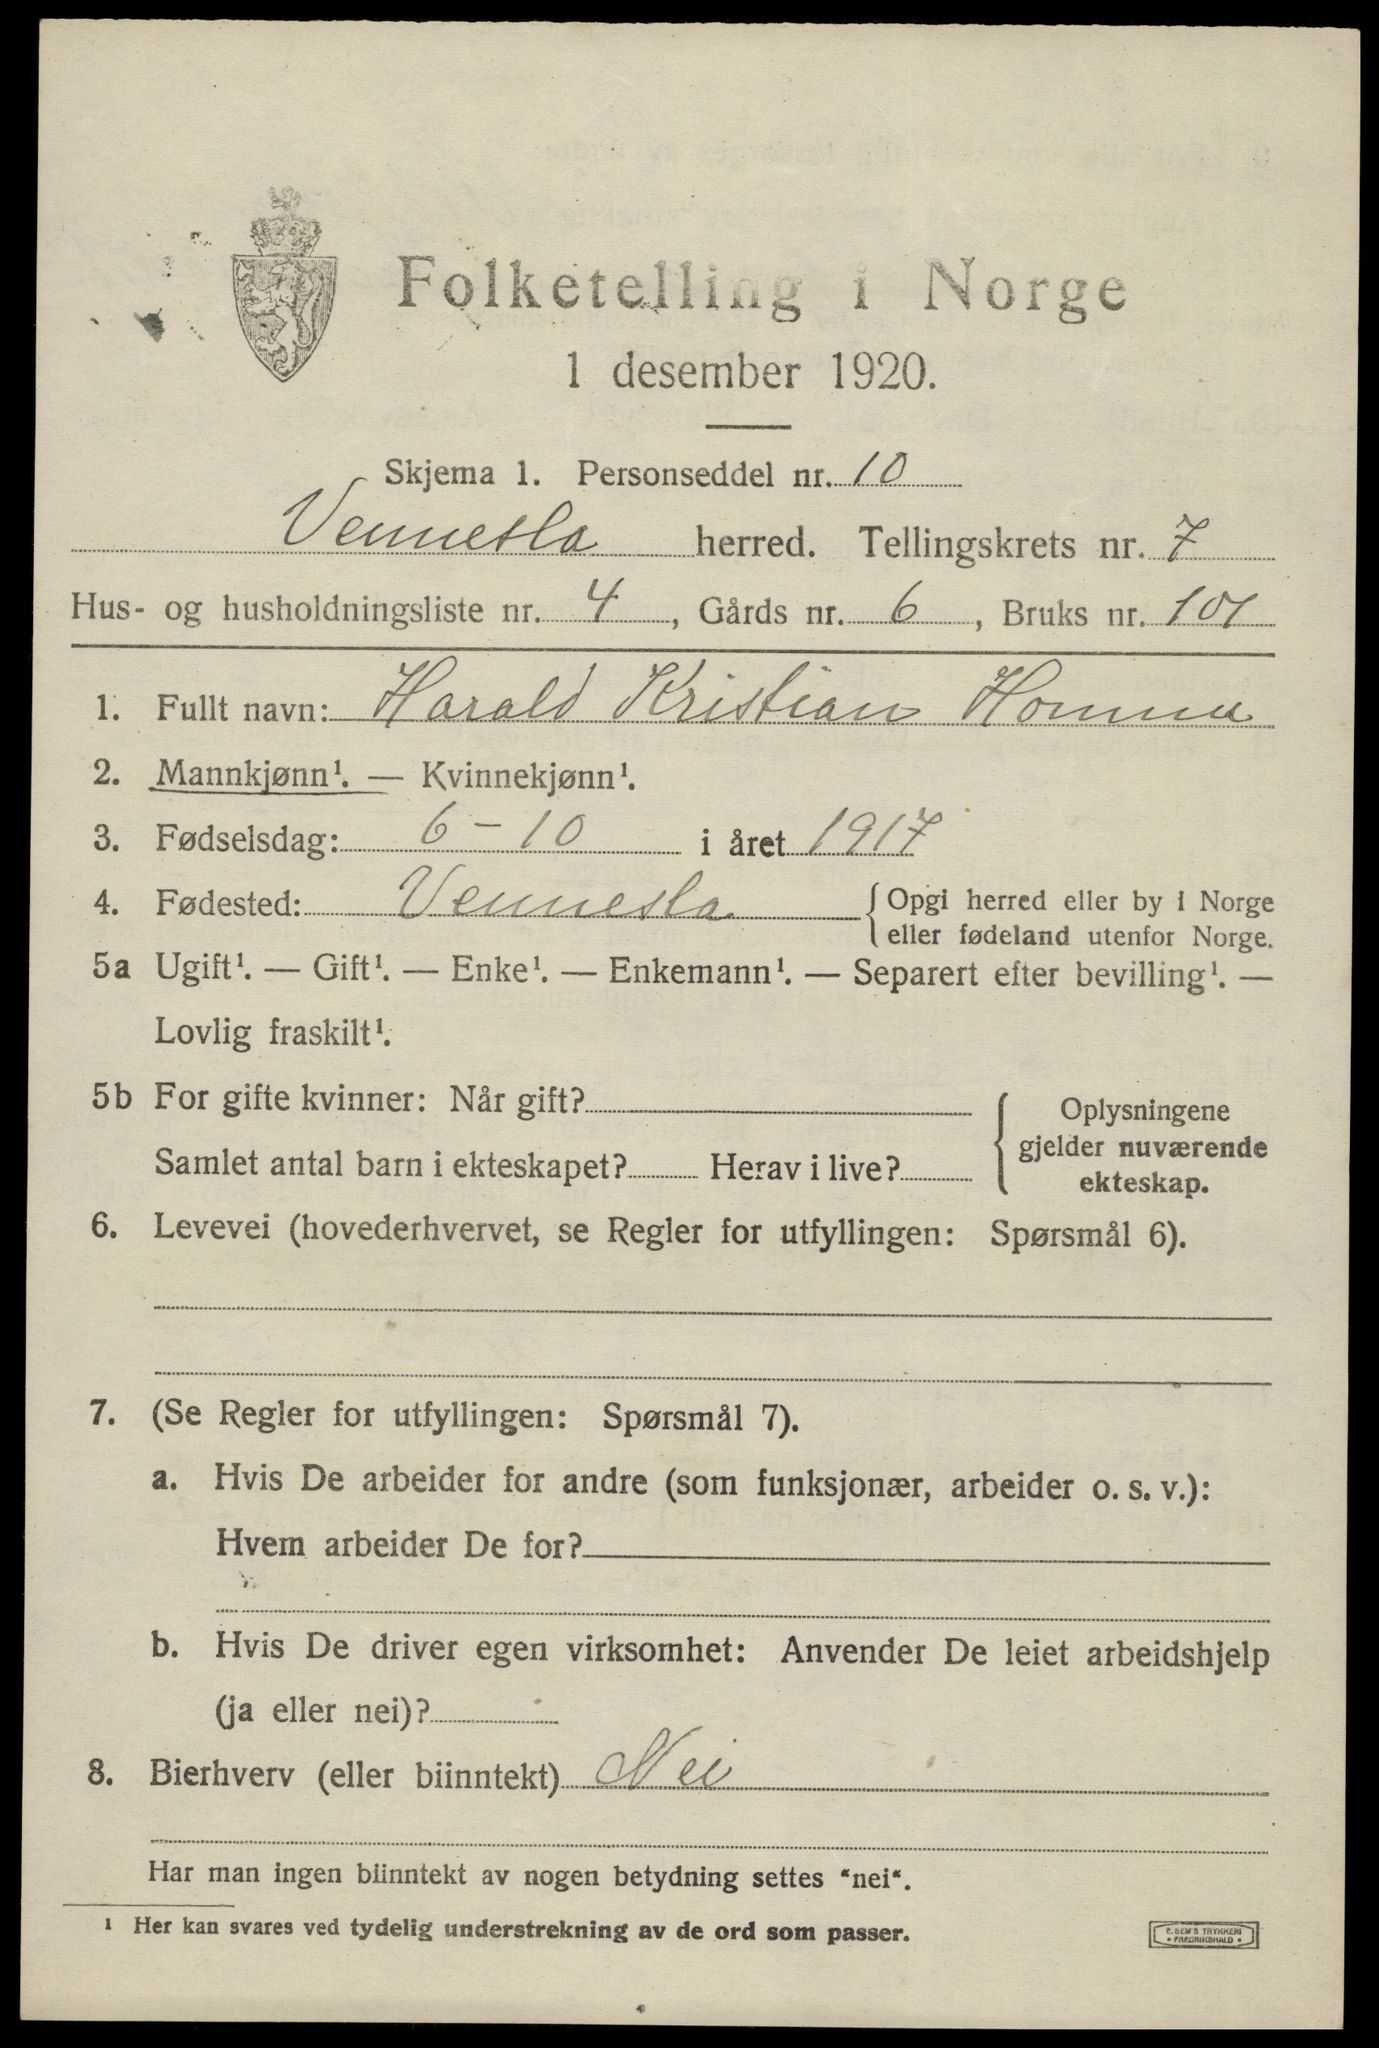 Folketelling i Norge
1 desember 1920.
Skjema 1. Personseddel nr. 10
Vennesla herred. Tellingskrets nr. 7
Hus- og husholdningsliste nr. 4, Gårds nr. 6, Bruks nr. 101
1. Fullt navn: Harald Kristian Homme
2. Mannkjønn¹. — Kvinnekjønn¹.
3. Fødselsdag: 6-10 i året 1917
4. Fødested: Vennesla { Opgi herred eller by i Norge
eller fødeland utenfor Norge.
5a Ugift¹. — Gift¹. — Enke¹. — Enkemann¹. — Separert efter bevilling¹. —
Lovlig fraskilt¹.
5b For gifte kvinner: Når gift?
Samlet antal barn i ekteskapet? Herav i live?
Oplysningene
gjelder nuværende
ekteskap.
6. Levevei (hovederhvervet, se Regler for utfyllingen: Spørsmål 6).
7. (Se Regler for utfyllingen: Spørsmål 7).
a. Hvis De arbeider for andre (som funksjonær, arbeider o. s. v.):
Hvem arbeider De for?
b. Hvis De driver egen virksomhet: Anvender De leiet arbeidshjelp
(ja eller nei)?
8. Bierhverv (eller biinntekt) Nei
Har man ingen biinntekt av nogen betydning settes “nei“.
¹ Her kan svares ved tydelig understrekning av de ord som passer.
P. SEM'S TRYKKERI
• FREDRIKSHALD •